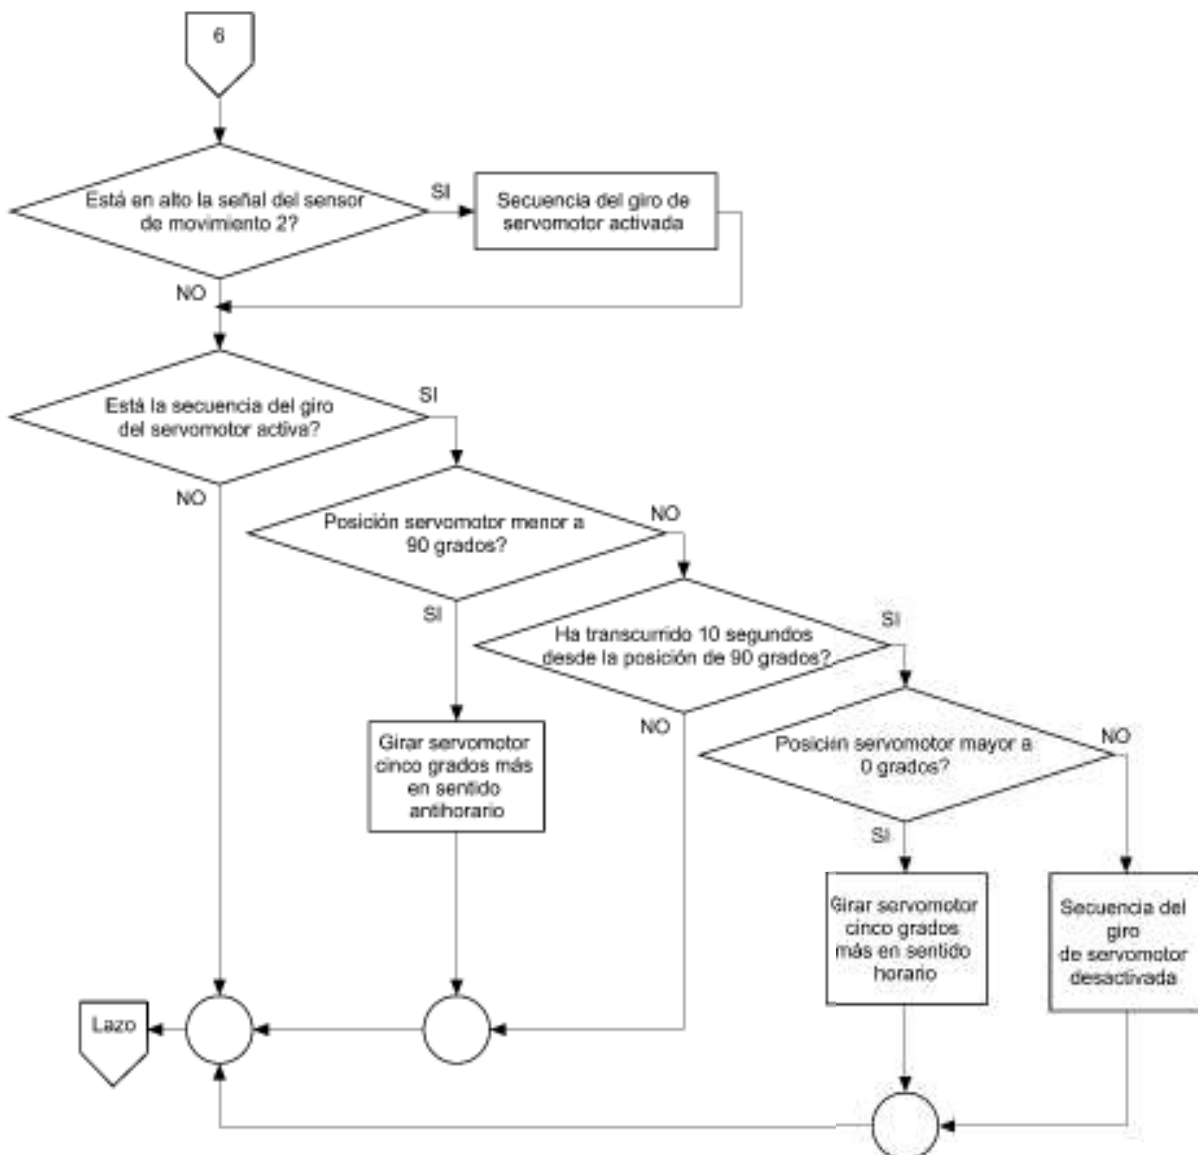 6
Está en alto la señal del sensor
de movimiento 2?
SI
Secuencia del giro de
servomotor activada
NO
Está la secuencia del giro
del servomotor activa?
SI
NO
Posición servomotor menor a
90 grados?
NO
SI
Ha transcurrido 10 segundos
desde la posición de 90 grados?
SI
NO
Posición servomotor mayor a
0 grados?
NO
SI
Girar servomotor
cinco grados más
en sentido
antihorario
Girar servomotor
cinco grados
más en sentido
horario
Secuencia del
giro
de servomotor
desactivada
Lazo